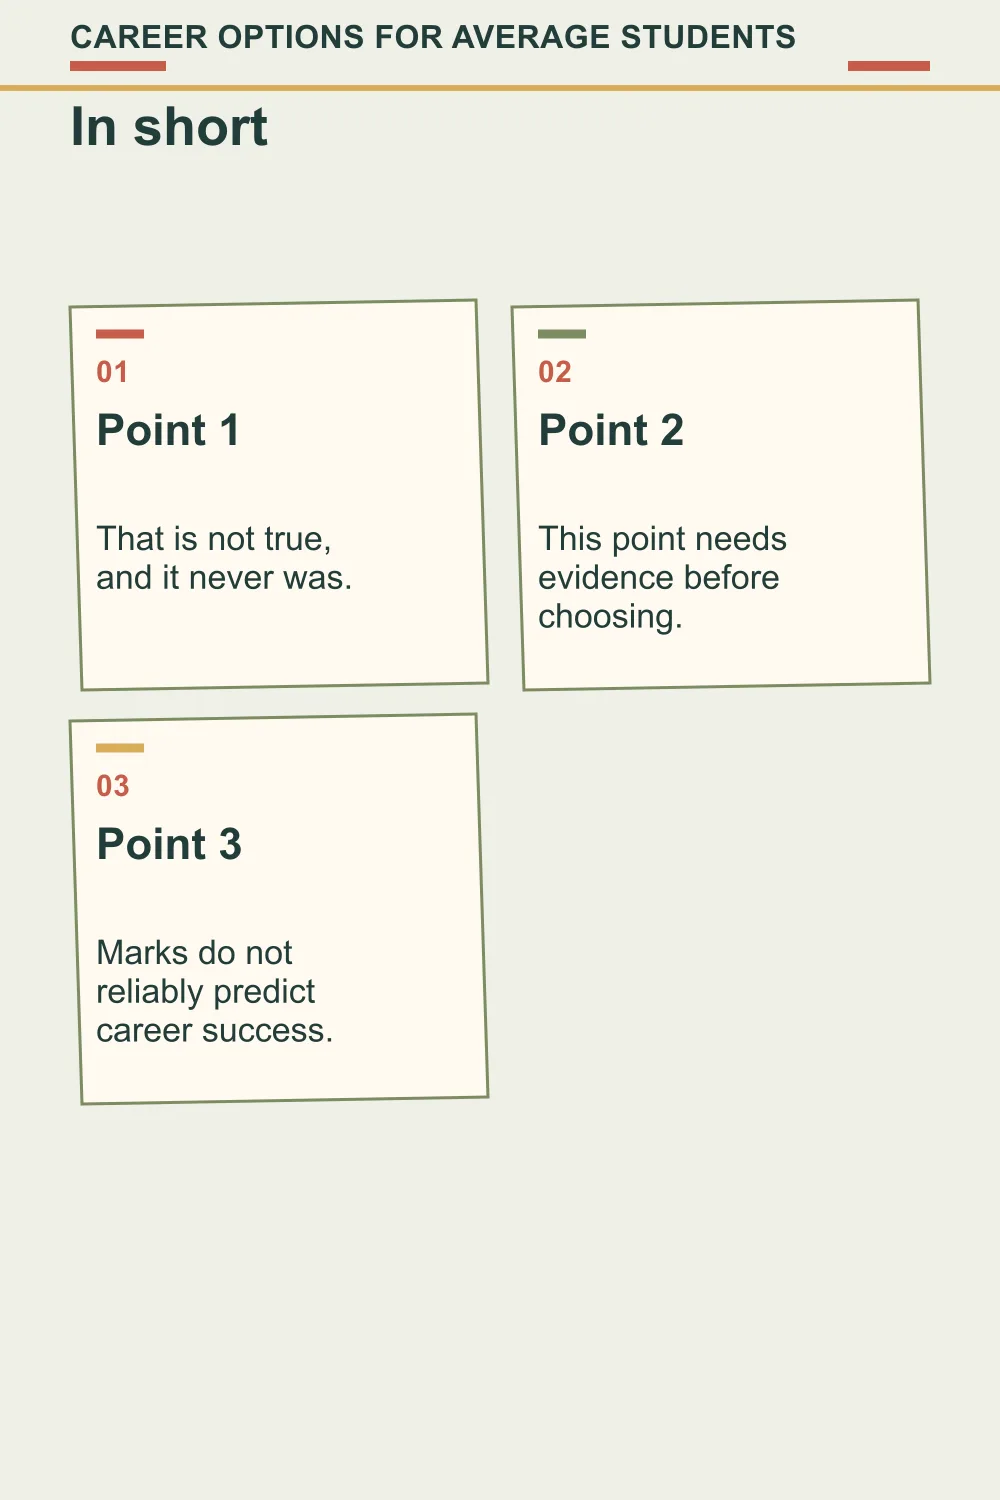 CAREER OPTIONS FOR AVERAGE STUDENTS
In short
01
Point 1
That is not true,
and it never was.
02
Point 2
This point needs
evidence before
choosing.
03
Point 3
Marks do not
reliably predict
career success.